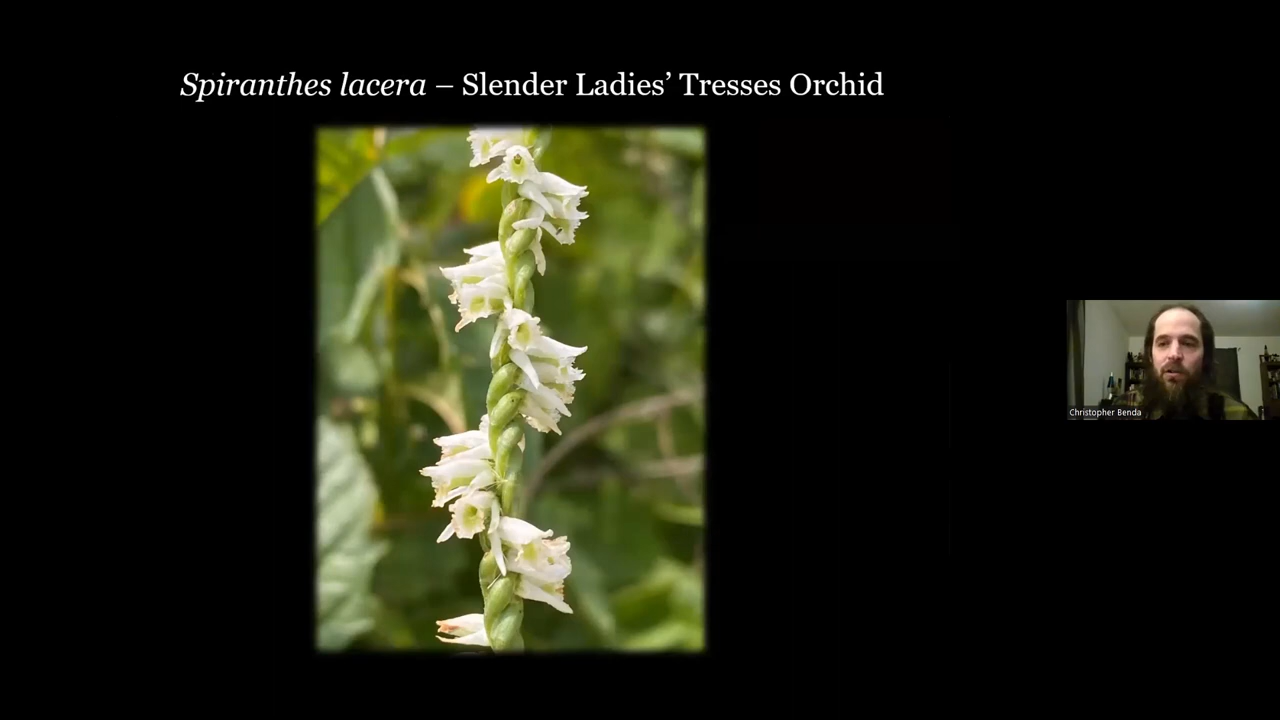 Spiranthes lacera – Slender Ladies’ Tresses Orchid
Christopher Benda